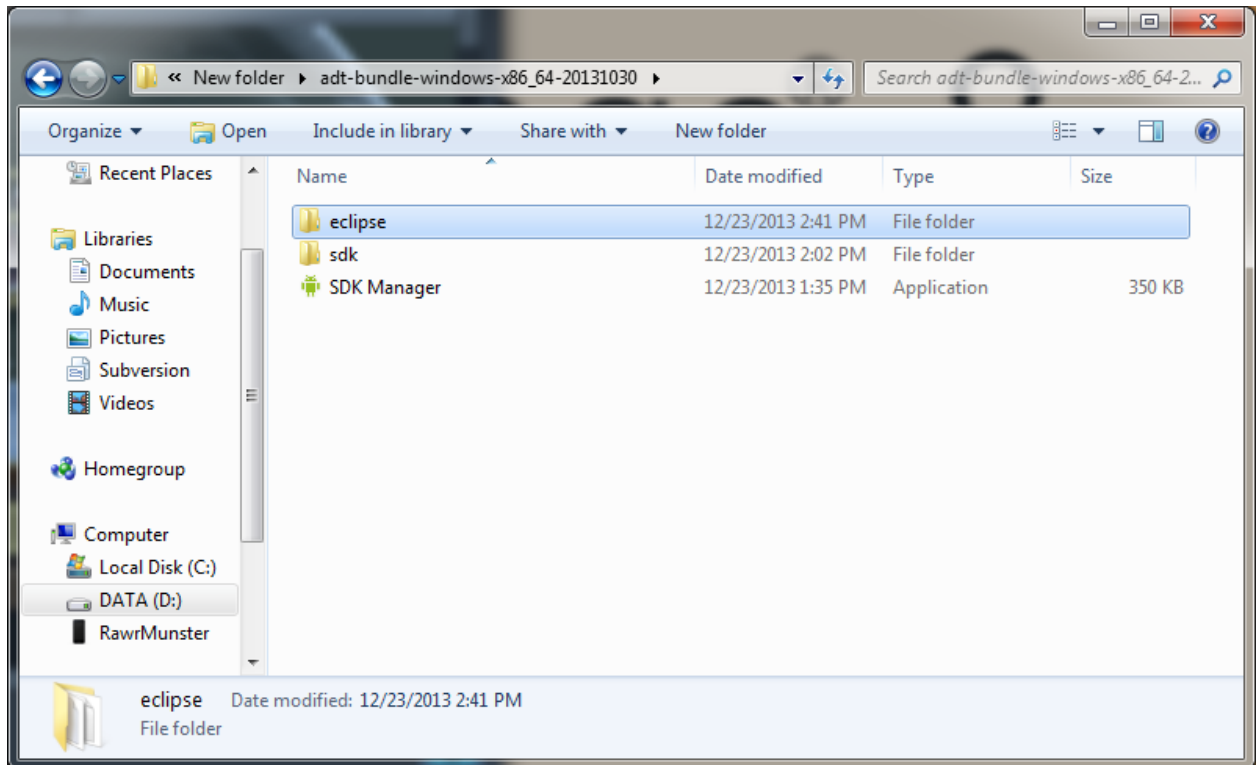 « New folder ▸ adt-bundle-windows-x86_64-20131030 ▸ Search adt-bundle-windows-x86_64-2...
Organize Open Include in library Share with New folder
Recent Places
Libraries
Documents
Music
Pictures
Subversion
Videos
Homegroup
Computer
Local Disk (C:)
DATA (D:)
RawrMunster
Name Date modified Type Size
eclipse 12/23/2013 2:41 PM File folder
sdk 12/23/2013 2:02 PM File folder
SDK Manager 12/23/2013 1:35 PM Application 350 KB
eclipse Date modified: 12/23/2013 2:41 PM
File folder